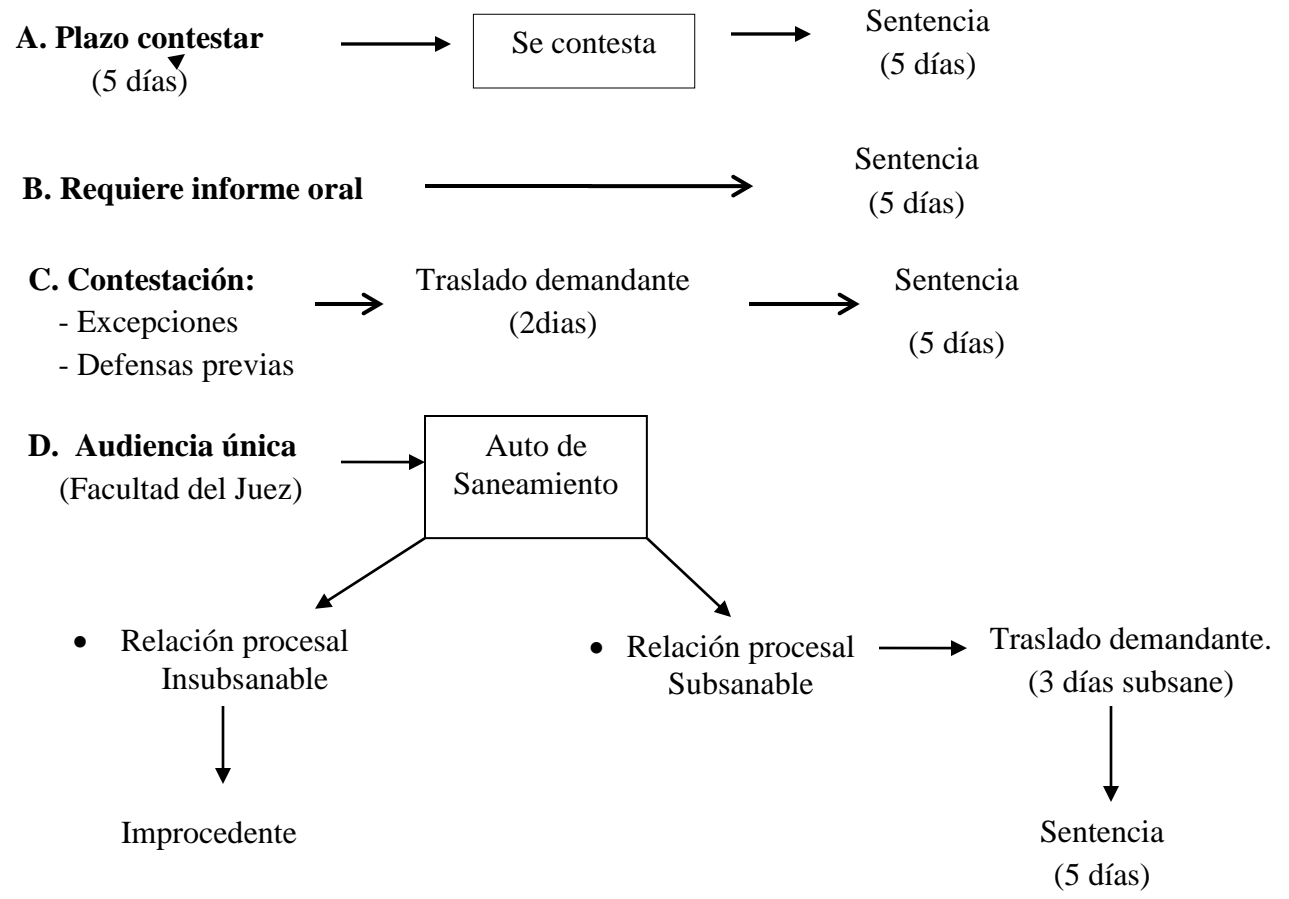 A. Plazo contestar
(5 días)
Se contesta
Sentencia
(5 días)
B. Requiere informe oral
Sentencia
(5 días)
C. Contestación:
- Excepciones
- Defensas previas
Traslado demandante
(2dias)
Sentencia
(5 días)
D. Audiencia única
(Facultad del Juez)
Auto de
Saneamiento
• Relación procesal
Insubsanable
• Relación procesal
Subsanable
Traslado demandante.
(3 días subsane)
Improcedente
Sentencia
(5 días)